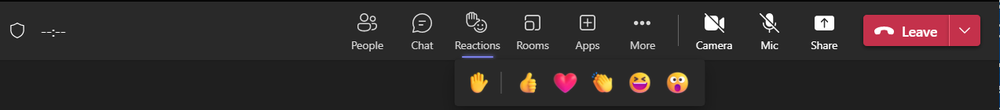 --:--
People
Chat
Reactions
Rooms
Apps
More
Camera
Mic
Share
Leave